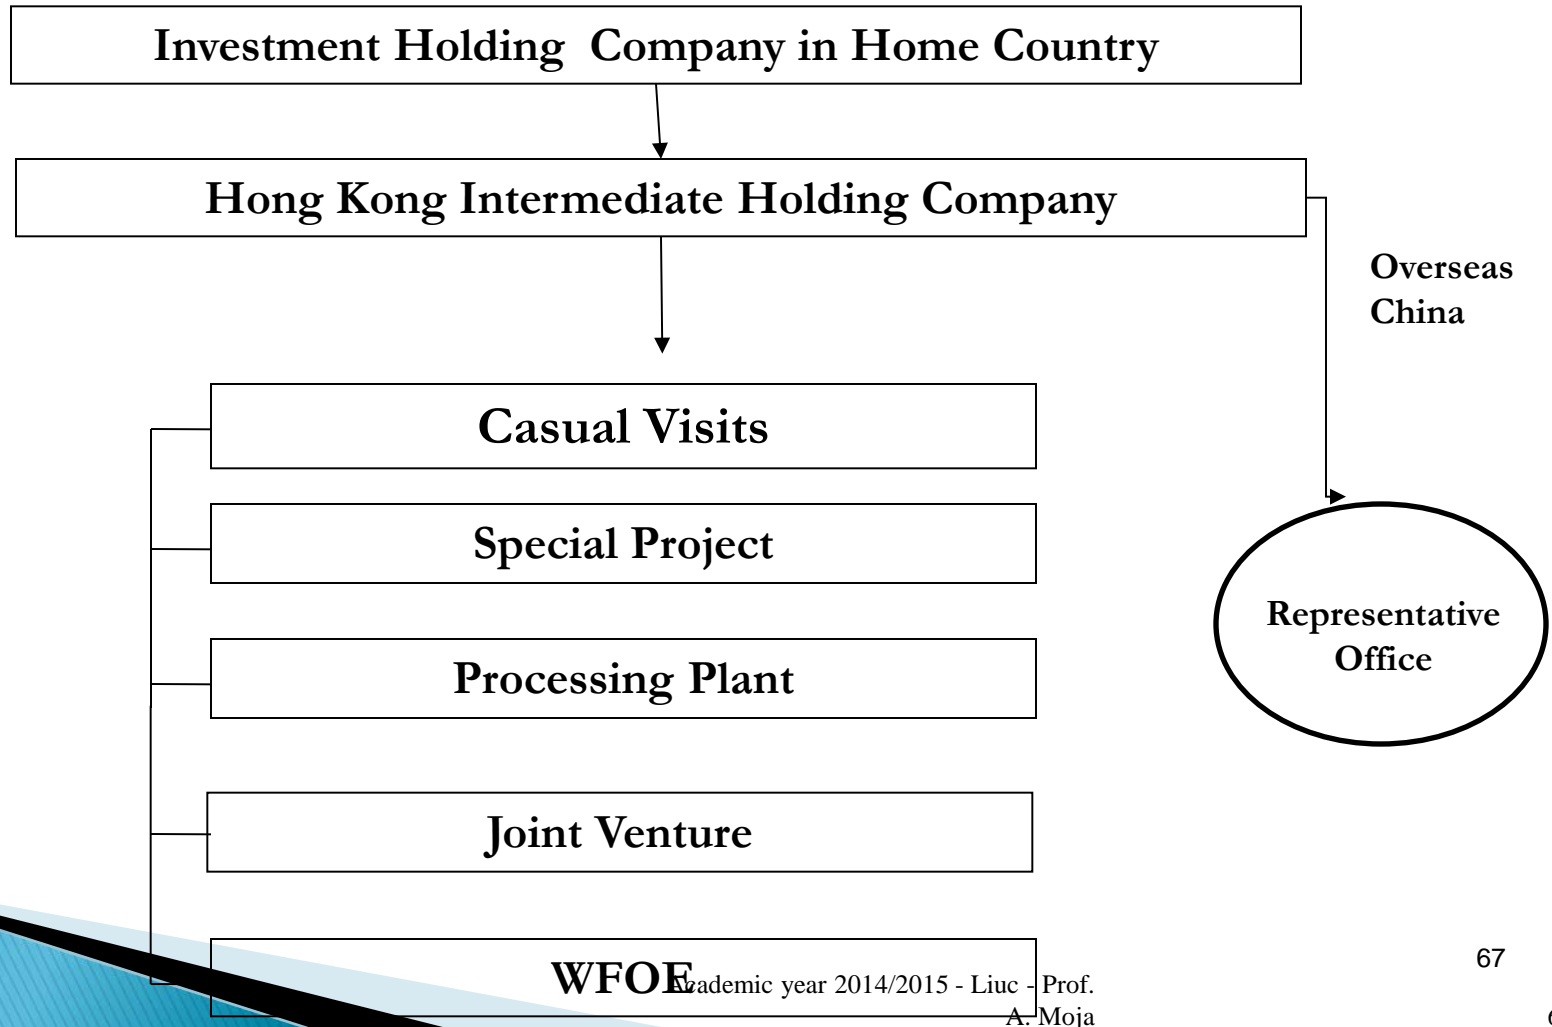 Investment Holding Company in Home Country
Hong Kong Intermediate Holding Company
Overseas
China
Casual Visits
Special Project
Processing Plant
Representative
Office
Joint Venture
WFOE
Academic year 2014/2015 - Liuc - Prof.
A. Moja
67